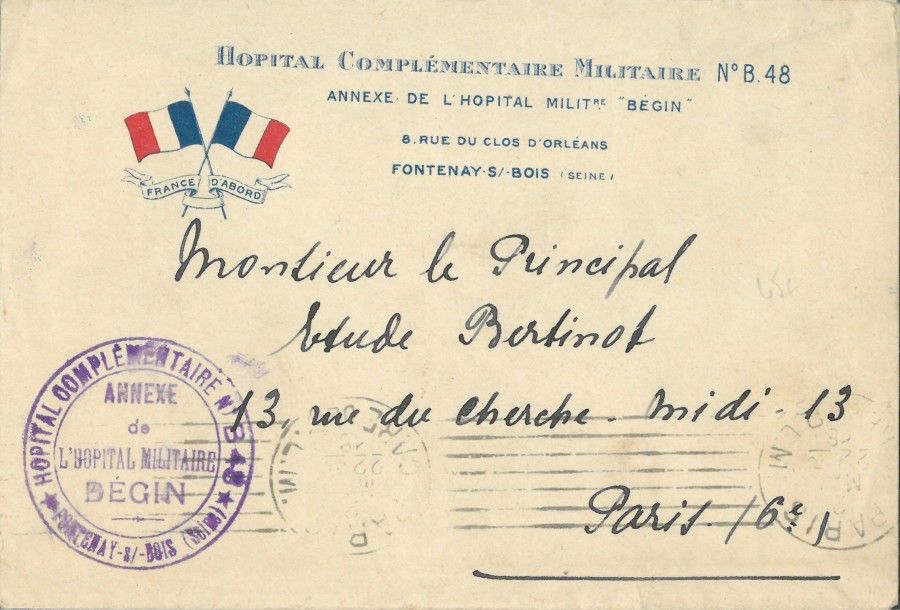 HOPITAL COMPLÉMENTAIRE MILITAIRE N° B.48
ANNEXE DE L'HOPITAL MILITRE "BÉGIN"
8. RUE DU CLOS D'ORLÉANS
FONTENAY-S/-BOIS (SEINE)
FRANCE D'ABORD
Monsieur le Principal
Etude Bertinot
13, rue du Cherche-Midi-13
Paris (6e)
HOPITAL COMPLÉMENTAIRE N° B 48
ANNEXE
de
L'HOPITAL MILITAIRE
BÉGIN
FONTENAY-s/-BOIS (Seine)
PARIS